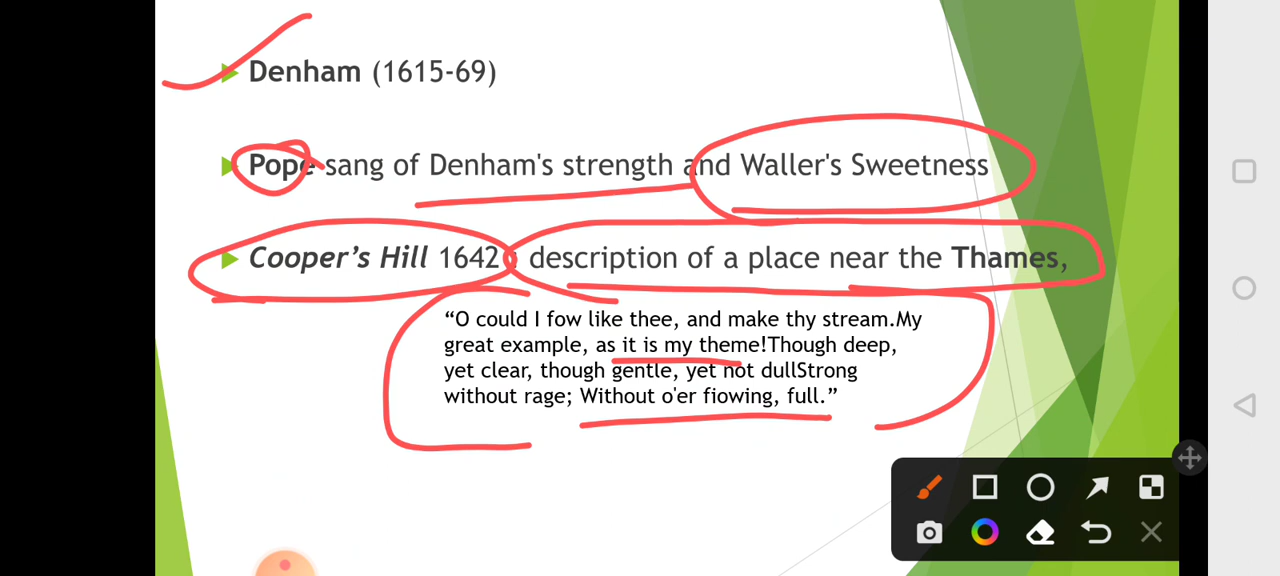 Denham (1615-69)
Pope sang of Denham's strength and Waller's Sweetness
Cooper's Hill 1642 : description of a place near the Thames,
“O could I fow like thee, and make thy stream.My
great example, as it is my theme!Though deep,
yet clear, though gentle, yet not dullStrong
without rage; Without o'er fiowing, full.”